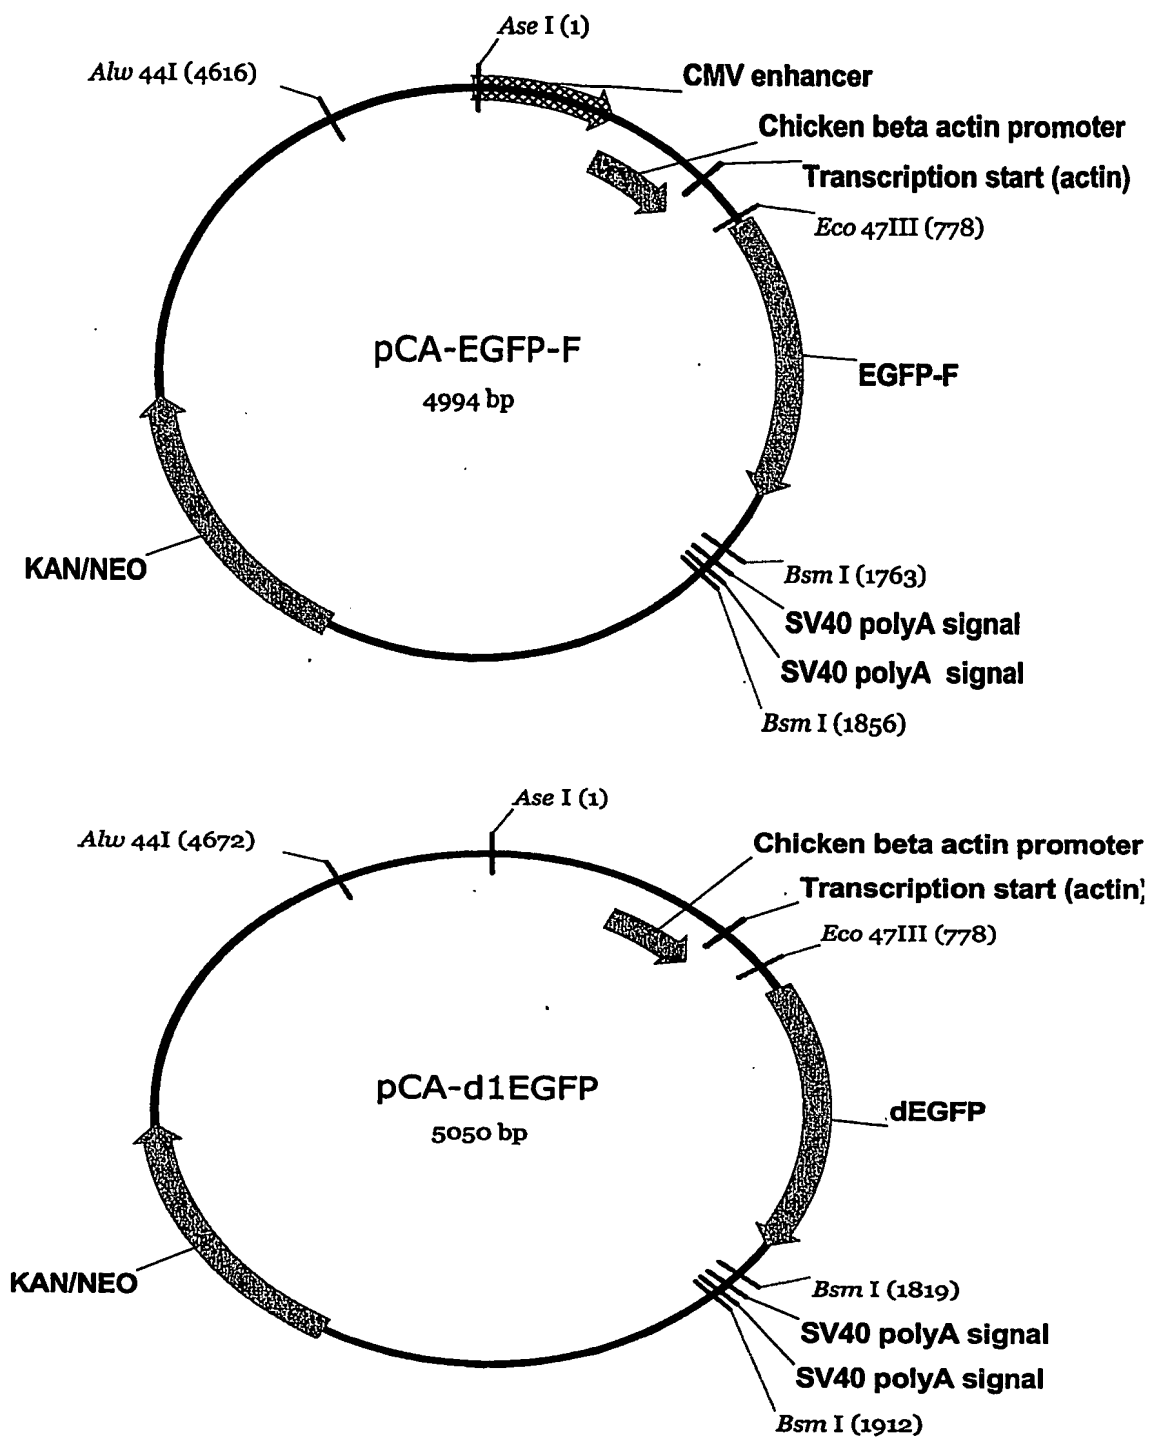 Ase I (1)
Alw 44I (4616)
CMV enhancer
Chicken beta actin promoter
Transcription start (actin)
Eco 47III (778)
pCA-EGFP-F
4994 bp
EGFP-F
KAN/NEO
Bsm I (1763)
SV40 polyA signal
SV40 polyA signal
Bsm I (1856)
Ase I (1)
Alw 44I (4672)
Chicken beta actin promoter
Transcription start (actin)
Eco 47III (778)
pCA-d1EGFP
5050 bp
dEGFP
KAN/NEO
Bsm I (1819)
SV40 polyA signal
SV40 polyA signal
Bsm I (1912)